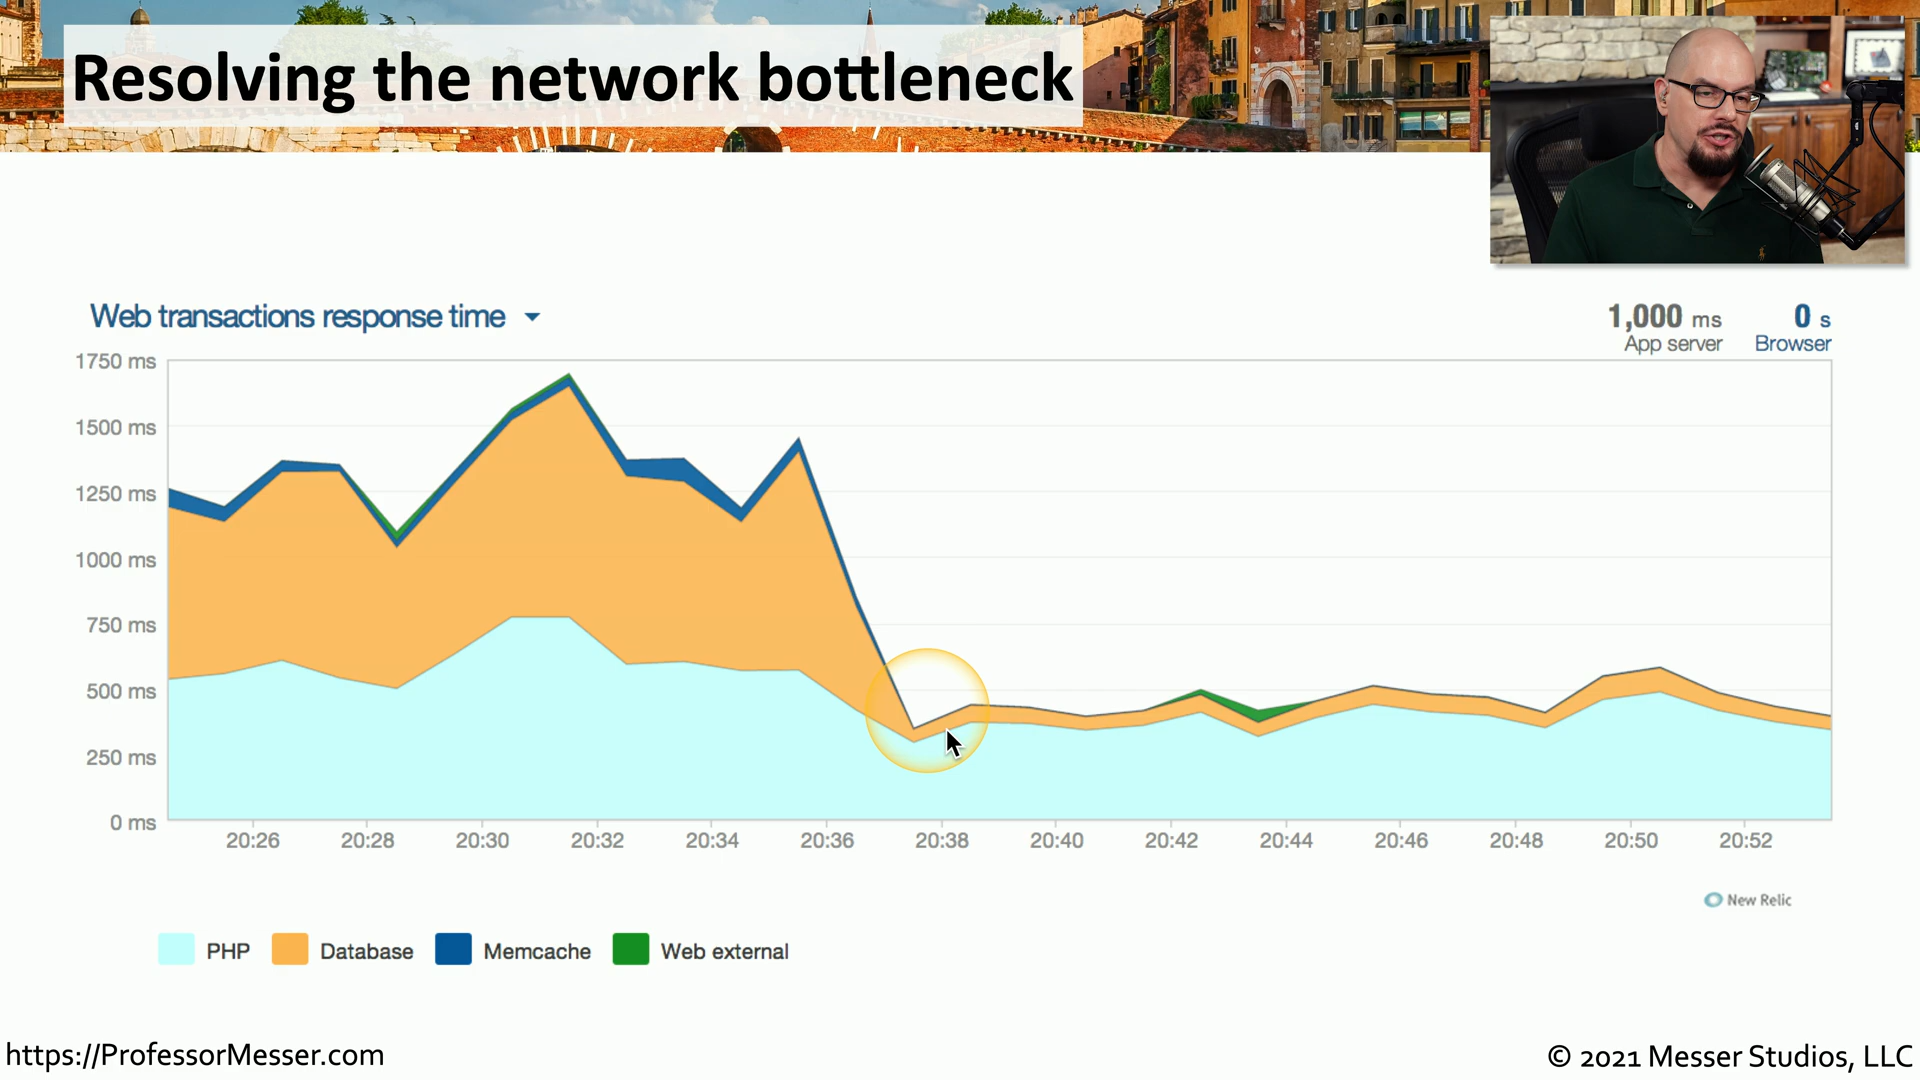 Resolving the network bottleneck
Web transactions response time
1,000 ms
App server
0 s
Browser
1750 ms
1500 ms
1250 ms
1000 ms
750 ms
500 ms
250 ms
0 ms
20:26 20:28 20:30 20:32 20:34 20:36 20:38 20:40 20:42 20:44 20:46 20:48 20:50 20:52
New Relic
PHP Database Memcache Web external
https://ProfessorMesser.com
© 2021 Messer Studios, LLC